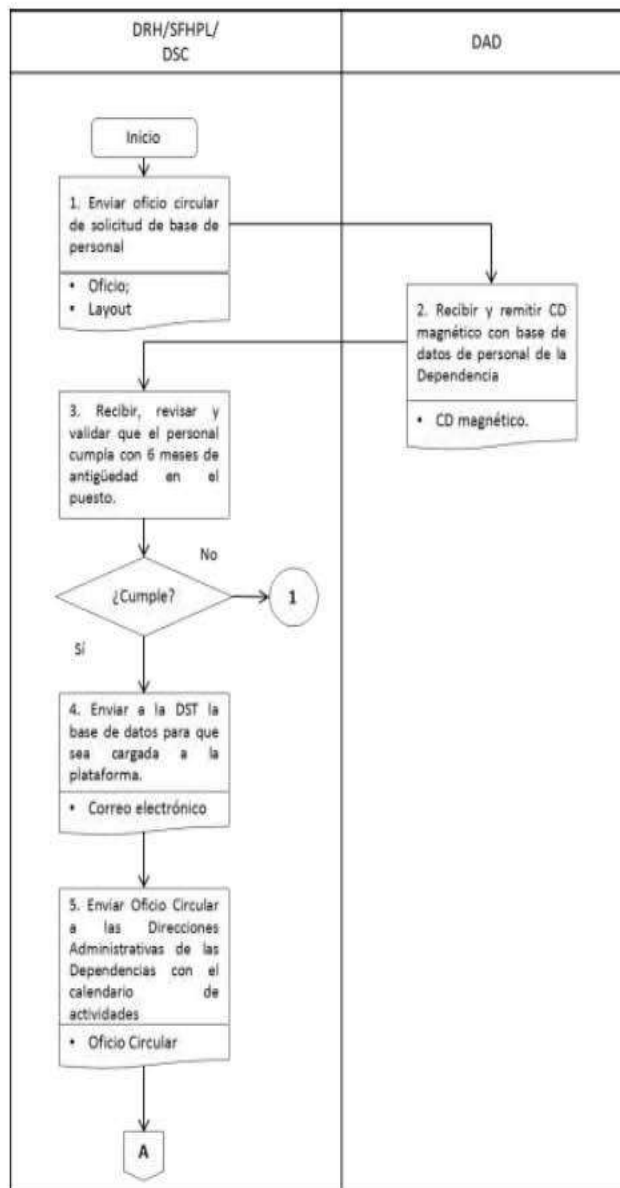 DRH/SFHPL/
DSC
DAD
Inicio
1. Enviar oficio circular
de solicitud de base de
personal
• Oficio;
• Layout
2. Recibir y remitir CD
magnético con base de
datos de personal de la
Dependencia
• CD magnético.
3. Recibir, revisar y
validar que el personal
cumpla con 6 meses de
antigüedad en el
puesto.
No
¿Cumple?
1
Sí
4. Enviar a la DST la
base de datos para que
sea cargada a la
plataforma.
• Correo electrónico
5. Enviar Oficio Circular
a las Direcciones
Administrativas de las
Dependencias con el
calendario de
actividades
• Oficio Circular
A